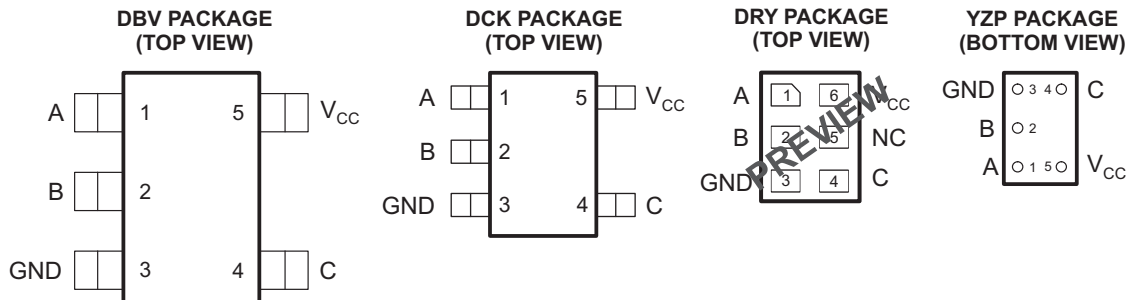 DBV PACKAGE
(TOP VIEW)
A 1 5 VCC
B 2
GND 3 4 C
DCK PACKAGE
(TOP VIEW)
A 1 5 VCC
B 2
GND 3 4 C
DRY PACKAGE
(TOP VIEW)
A 1 6 VCC
B 2 5 NC
GND 3 4 C
PREVIEW
YZP PACKAGE
(BOTTOM VIEW)
GND 3 4 C
B 2
A 1 5 VCC